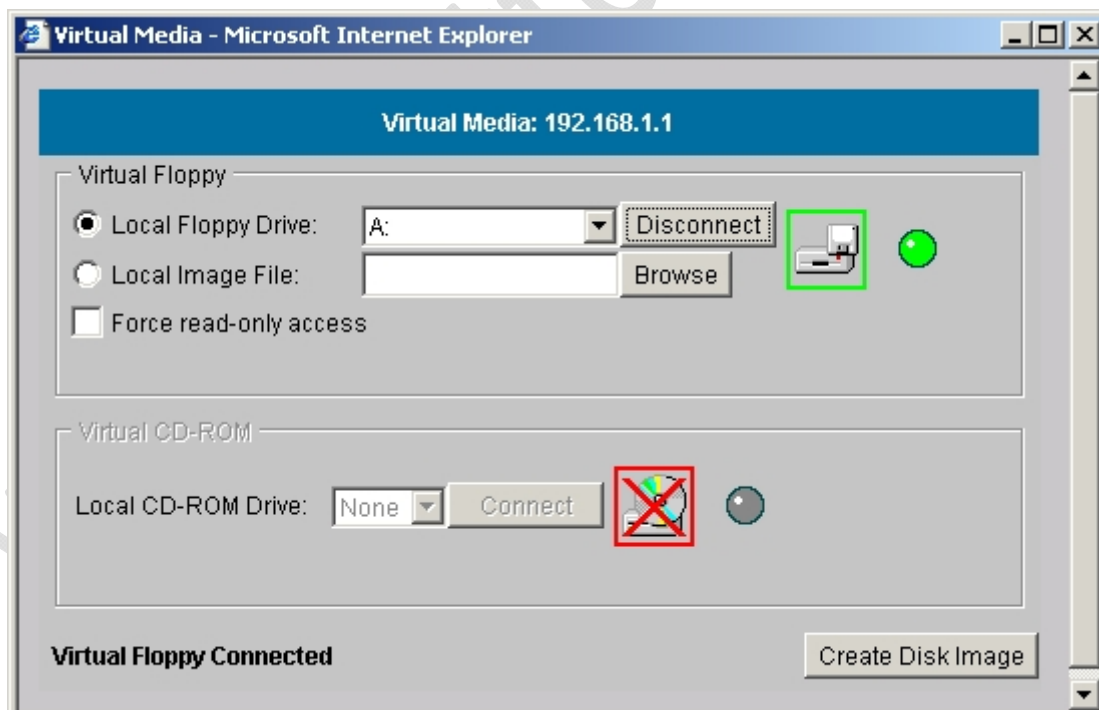 Virtual Media - Microsoft Internet Explorer
Virtual Media: 192.168.1.1
Virtual Floppy
Local Floppy Drive: A: Disconnect
Local Image File: Browse
Force read-only access
Virtual CD-ROM
Local CD-ROM Drive: None Connect
Virtual Floppy Connected Create Disk Image